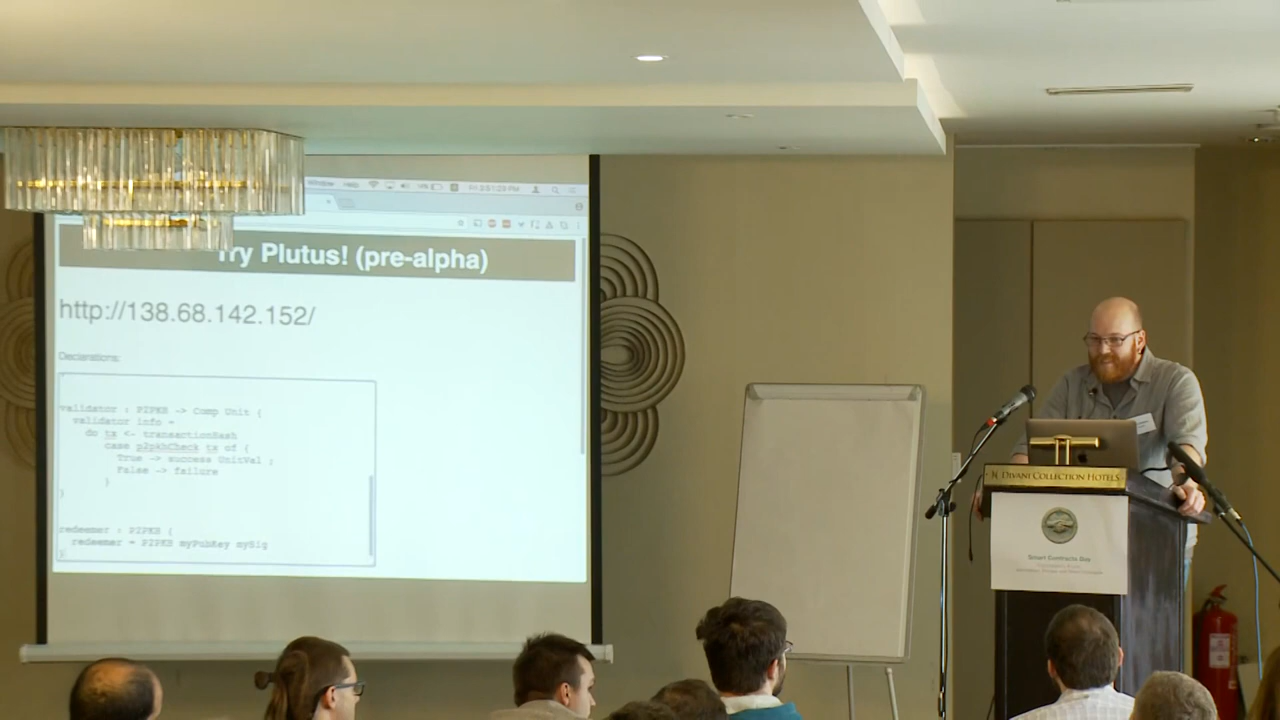 Try Plutus! (pre-alpha)
http://138.68.142.152/
Declarations:
validator : P2PKH -> Comp Unit {
validator info =
do tx <- transactionHash
case p2pkhCheck tx of {
True -> success UnitVal ;
False -> failure
}
}
redeemer : P2PKH {
redeemer = P2PKH myPubKey mySig
}
DIVANI COLLECTION HOTELS
Smart Contracts Day